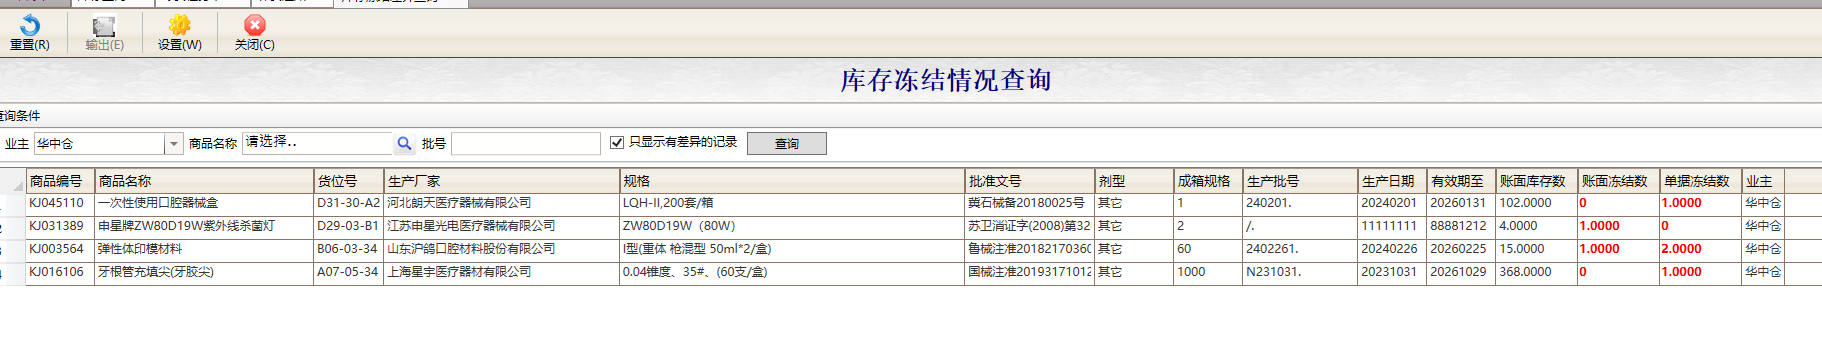 重置(R) 输出(E) 设置(W) 关闭(C)
库存冻结情况查询
查询条件
业主 华中仓 商品名称 请选择.. 批号 只显示有差异的记录 查询
商品编号 商品名称 货位号 生产厂家 规格 批准文号 剂型 成箱规格 生产批号 生产日期 有效期至 账面库存数 账面冻结数 单据冻结数 业主
KJ045110 一次性使用口腔器械盒 D31-30-A2 河北朗天医疗器械有限公司 LQH-II,200套/箱 冀石械备20180025号 其它 1 240201. 20240201 20260131 102.0000 0 1.0000 华中仓
2 KJ031389 申星牌ZW80D19W紫外线杀菌灯 D29-03-B1 江苏申星光电医疗器械有限公司 ZW80D19W（80W） 苏卫消证字(2008)第32 其它 2 /. 11111111 88881212 4.0000 1.0000 0 华中仓
3 KJ003564 弹性体印模材料 B06-03-34 山东沪鸽口腔材料股份有限公司 I型(重体 枪混型 50ml*2/盒) 鲁械注准2018217036 其它 60 2402261. 20240226 20260225 15.0000 1.0000 2.0000 华中仓
4 KJ016106 牙根管充填尖(牙胶尖) A07-05-34 上海星宇医疗器材有限公司 0.04锥度、35#、(60支/盒) 国械注准20193171012 其它 1000 N231031. 20231031 20261029 368.0000 0 1.0000 华中仓